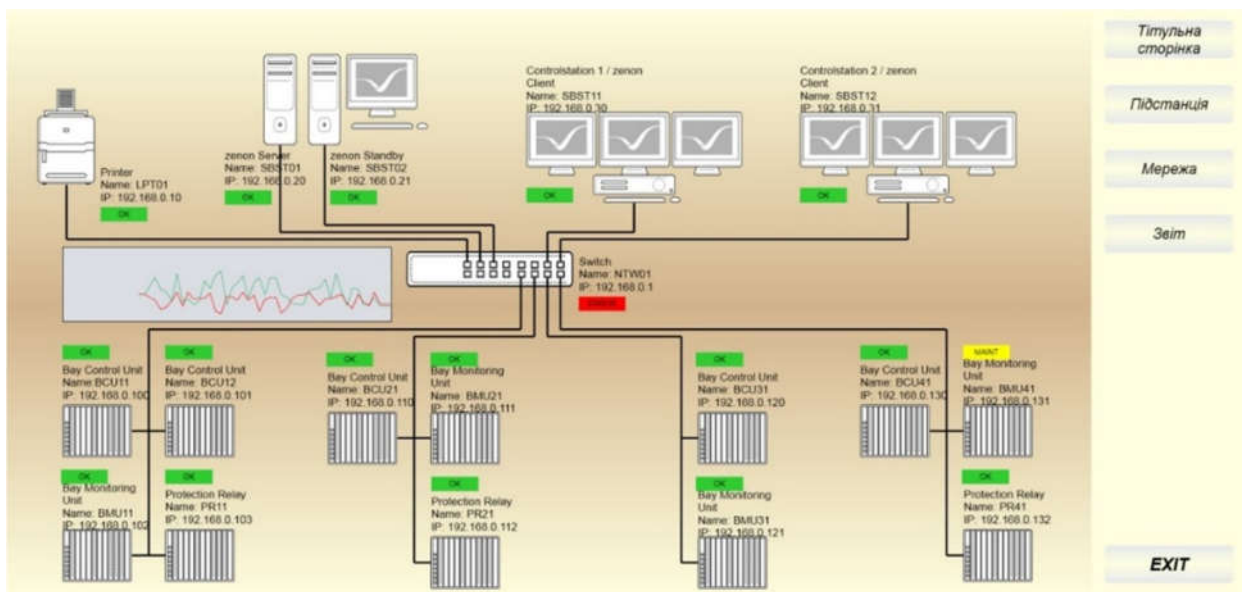 Тітульна
сторінка
Підстанція
Мережа
Звіт
EXIT
Printer
Name: LPT01
IP: 192.168.0.10
OK
zenon Server
Name: SBST01
IP: 192.168.0.20
OK
zenon Standby
Name: SBST02
IP: 192.168.0.21
OK
Controlstation 1 / zenon
Client
Name: SBST11
IP: 192.168.0.30
OK
Controlstation 2 / zenon
Client
Name: SBST12
IP: 192.168.0.31
OK
Switch
Name: NTW01
IP: 192.168.0.1
OK
Bay Control Unit
Name:BCU11
IP: 192.168.0.100
OK
Bay Control Unit
Name: BCU12
IP: 192.168.0.101
OK
Bay Control Unit
Name: BCU21
IP: 192.168.0.110
OK
Bay Monitoring
Unit
Name: BMU21
IP: 192.168.0.111
OK
Bay Control Unit
Name: BCU31
IP: 192.168.0.120
OK
Bay Control Unit
Name: BCU41
IP: 192.168.0.130
MAINT
Bay Monitoring
Unit
Name: BMU41
IP: 192.168.0.131
OK
Bay Monitoring
Unit
Name: BMU11
IP: 192.168.0.102
OK
Protection Relay
Name: PR11
IP: 192.168.0.103
OK
Protection Relay
Name: PR21
IP: 192.168.0.112
OK
Bay Monitoring
Unit
Name: BMU31
IP: 192.168.0.121
OK
Protection Relay
Name: PR41
IP: 192.168.0.132